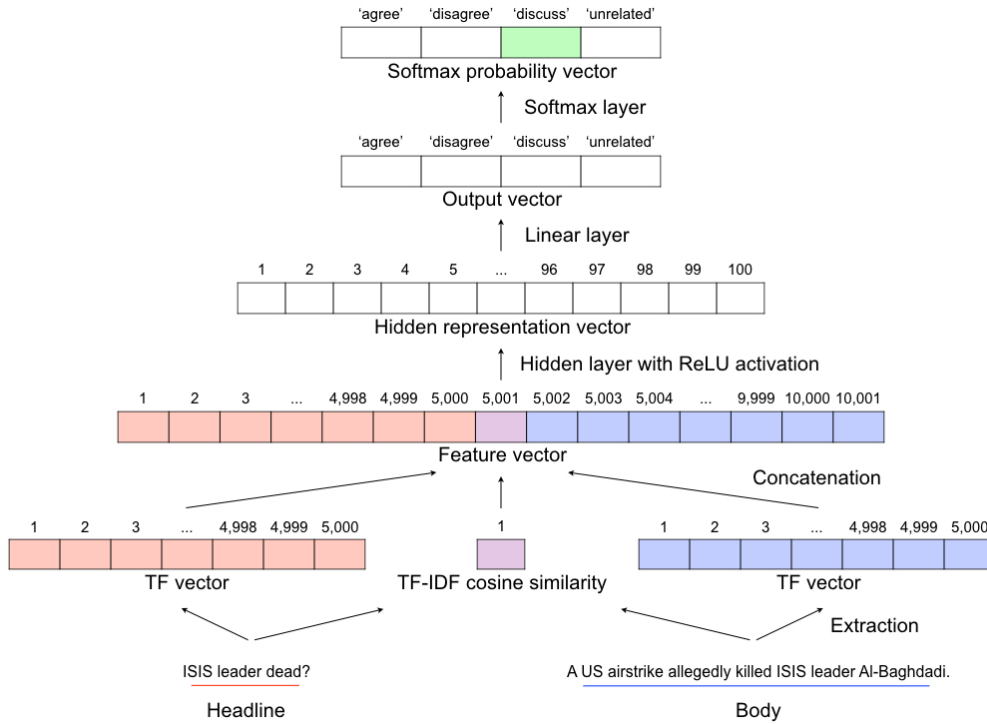 ‘agree’ ‘disagree’ ‘discuss’ ‘unrelated’
Softmax probability vector
Softmax layer
‘agree’ ‘disagree’ ‘discuss’ ‘unrelated’
Output vector
Linear layer
1 2 3 4 5 ... 96 97 98 99 100
Hidden representation vector
Hidden layer with ReLU activation
1 2 3 ... 4,998 4,999 5,000 5,001 5,002 5,003 5,004 ... 9,999 10,000 10,001
Feature vector
Concatenation
1 2 3 ... 4,998 4,999 5,000 1 1 2 3 ... 4,998 4,999 5,000
TF vector TF-IDF cosine similarity TF vector
Extraction
ISIS leader dead? A US airstrike allegedly killed ISIS leader Al-Baghdadi.
Headline Body